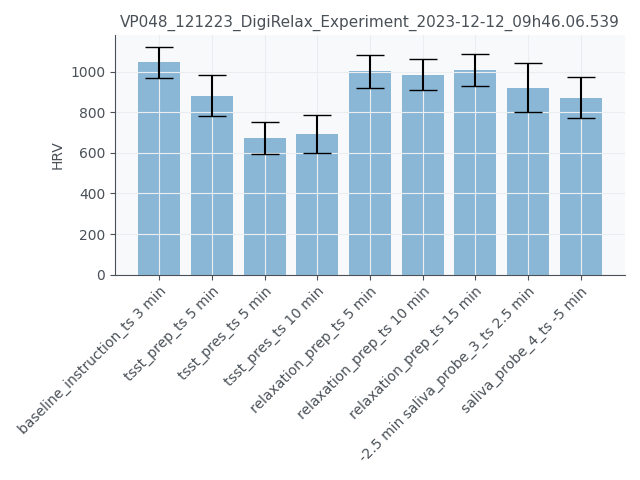 VP048_121223_DigiRelax_Experiment_2023-12-12_09h46.06.539
HRV
1000
800
600
400
200
0
baseline_instruction_ts 3 min
tsst_prep_ts 5 min
tsst_pres_ts 5 min
tsst_pres_ts 10 min
relaxation_prep_ts 5 min
relaxation_prep_ts 10 min
relaxation_prep_ts 15 min
-2.5 min saliva_probe_3_ts 2.5 min
saliva_probe_4_ts -5 min